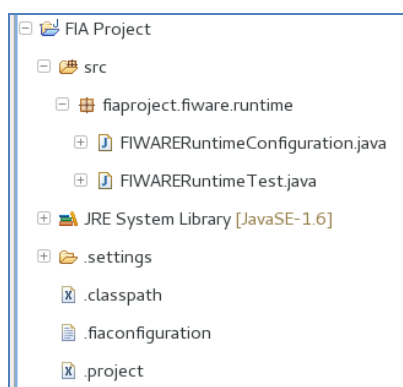 FIA Project
src
fiaproject.fiware.runtime
FIWARERuntimeConfiguration.java
FIWARERuntimeTest.java
JRE System Library [JavaSE-1.6]
.settings
.classpath
.fiaconfiguration
.project